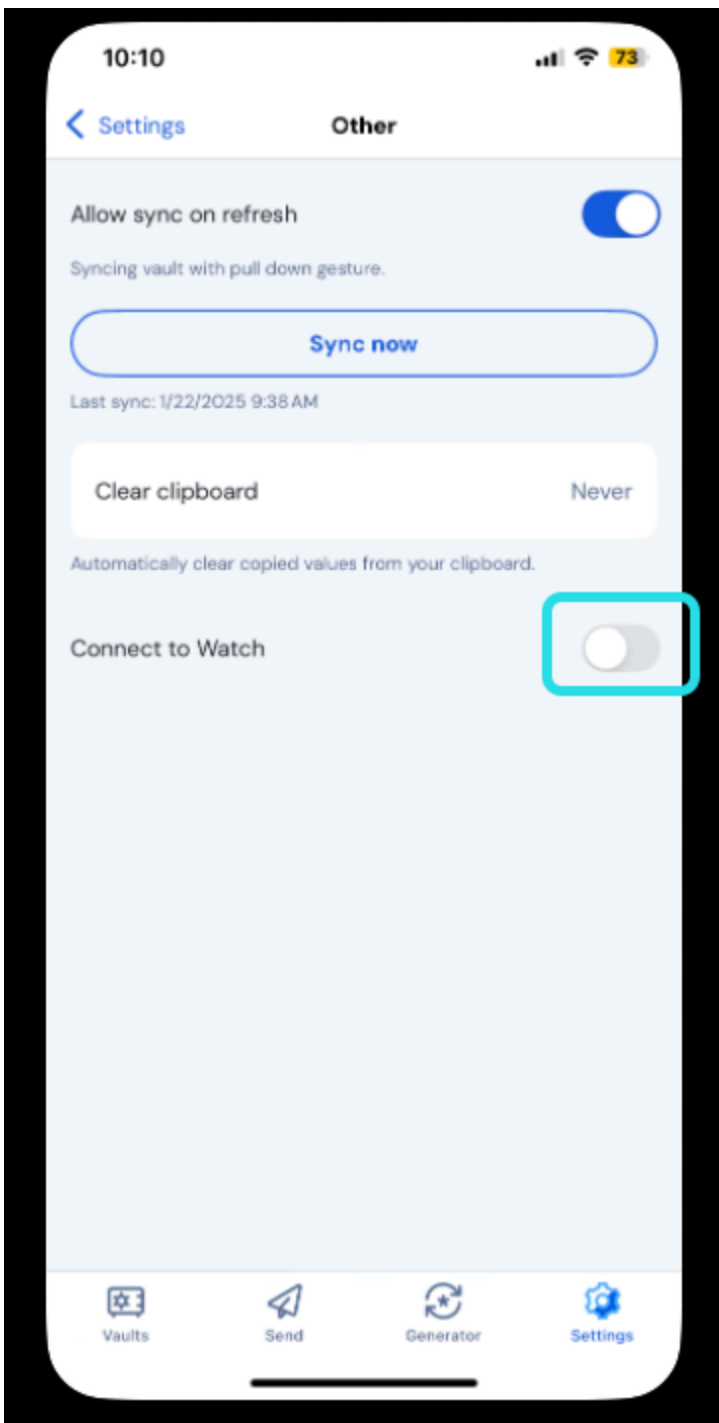 10:10 73
Settings Other
Allow sync on refresh
Syncing vault with pull down gesture.
Sync now
Last sync: 1/22/2025 9:38 AM
Clear clipboard Never
Automatically clear copied values from your clipboard.
Connect to Watch
Vaults Send Generator Settings